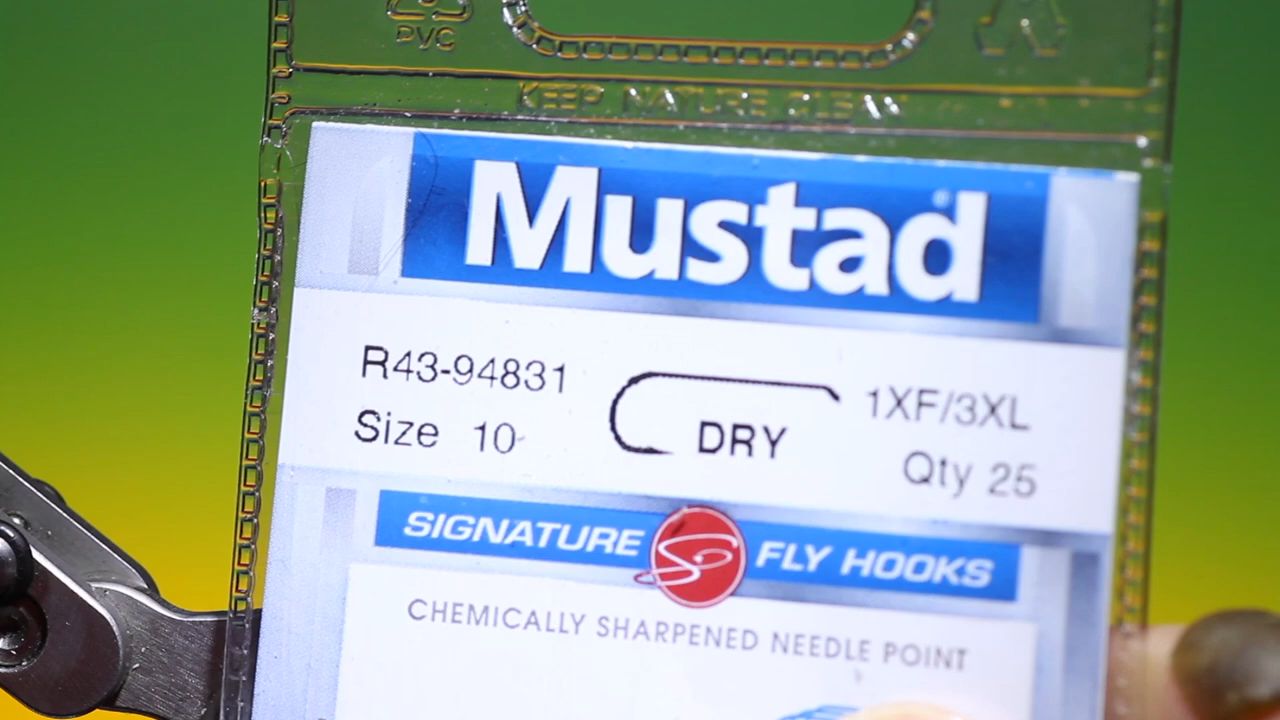 PVC
KEEP NATURE CLEAN
Mustad
R43-94831
1XF/3XL
Size 10
DRY
Qty 25
SIGNATURE S FLY HOOKS
CHEMICALLY SHARPENED NEEDLE POINT